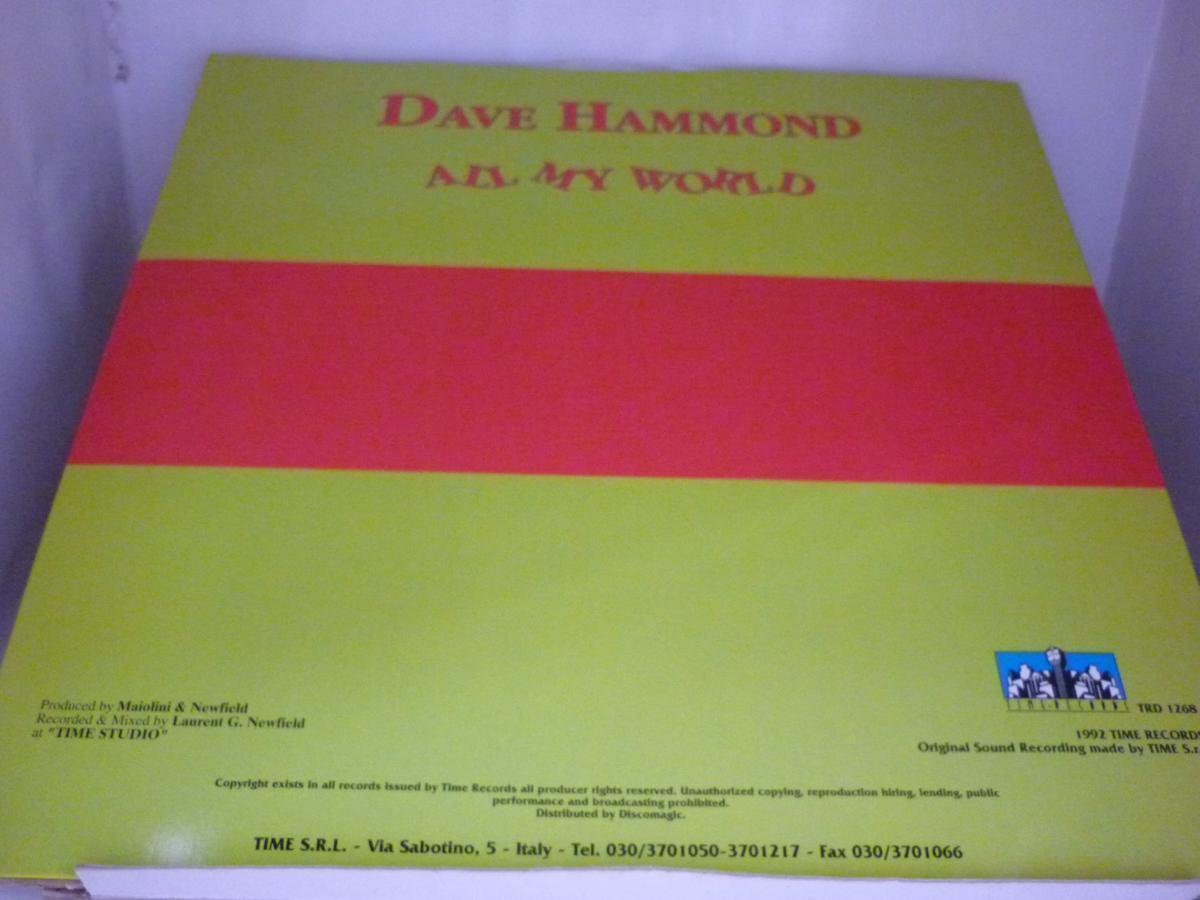 DAVE HAMMOND
ALL MY WORLD
Produced by Maiolini & Newfield
Recorded & Mixed by Laurent G. Newfield
at "TIME STUDIO"
TIME RECORDS
TRD 1268
1992 TIME RECORDS
Original Sound Recording made by TIME S.r.
Copyright exists in all records issued by Time Records all producer rights reserved. Unauthorized copying, reproduction hiring, lending, public
performance and broadcasting prohibited.
Distributed by Discomagic.
TIME S.R.L. - Via Sabotino, 5 - Italy - Tel. 030/3701050-3701217 - Fax 030/3701066